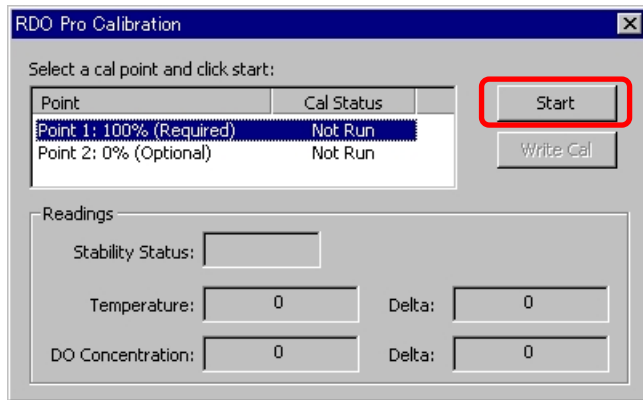 RDO Pro Calibration
Select a cal point and click start:
Point Cal Status
Point 1: 100% (Required) Not Run
Point 2: 0% (Optional) Not Run
Start
Write Cal
Readings
Stability Status:
Temperature: 0 Delta: 0
DO Concentration: 0 Delta: 0